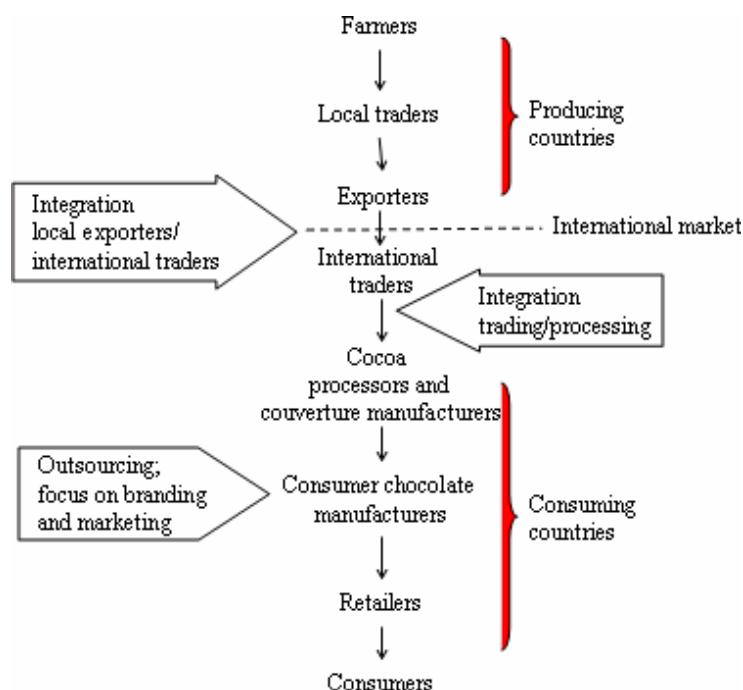 Farmers
Local traders
Producing
countries
Exporters
Integration
local exporters/
international traders
International market
International
traders
Integration
trading/processing
Cocoa
processors and
couverture manufacturers
Outsourcing;
focus on branding
and marketing
Consumer chocolate
manufacturers
Consuming
countries
Retailers
Consumers